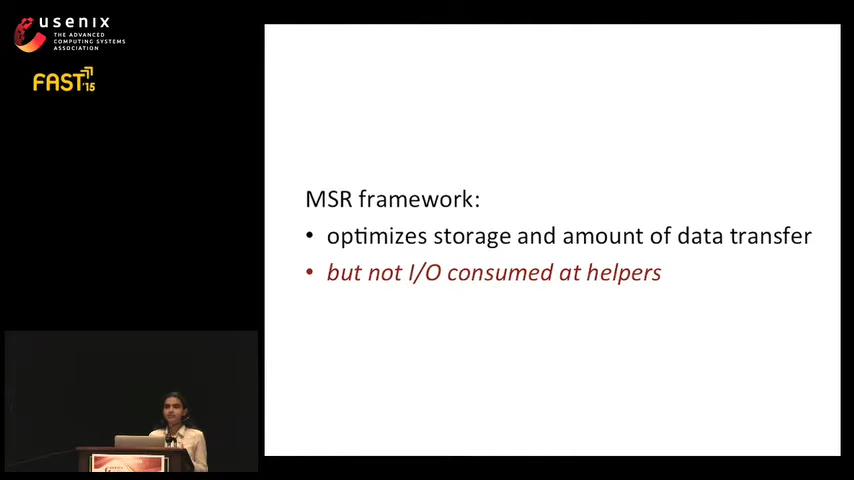 usenix
THE ADVANCED
COMPUTING SYSTEMS
ASSOCIATION
FAST '15
MSR framework:
• optimizes storage and amount of data transfer
• but not I/O consumed at helpers